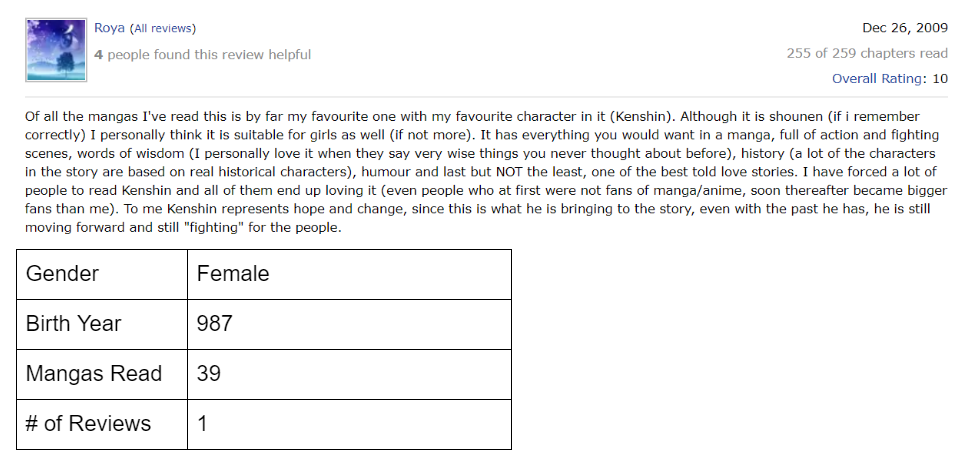 Roya (All reviews)
Dec 26, 2009
4 people found this review helpful
255 of 259 chapters read
Overall Rating: 10
Of all the mangas I've read this is by far my favourite one with my favourite character in it (Kenshin). Although it is shounen (if i remember
correctly) I personally think it is suitable for girls as well (if not more). It has everything you would want in a manga, full of action and fighting
scenes, words of wisdom (I personally love it when they say very wise things you never thought about before), history (a lot of the characters
in the story are based on real historical characters), humour and last but NOT the least, one of the best told love stories. I have forced a lot of
people to read Kenshin and all of them end up loving it (even people who at first were not fans of manga/anime, soon thereafter became bigger
fans than me). To me Kenshin represents hope and change, since this is what he is bringing to the story, even with the past he has, he is still
moving forward and still "fighting" for the people.
Gender Female
Birth Year 987
Mangas Read 39
# of Reviews 1